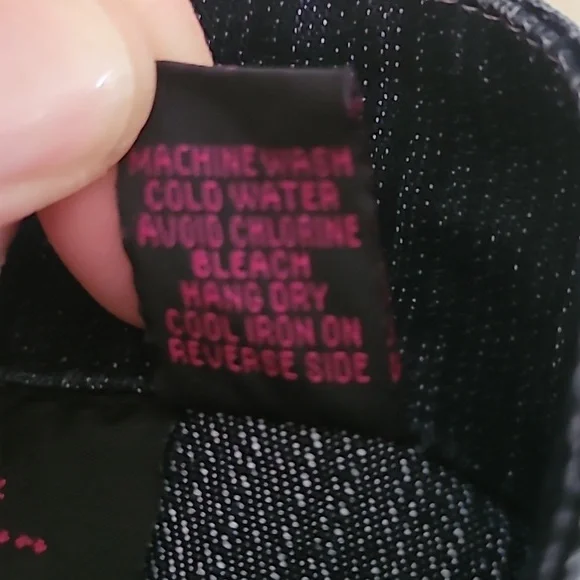 MACHINE WASH
COLD WATER
AVOID CHLORINE
BLEACH
HANG DRY
COOL IRON ON
REVERSE SIDE